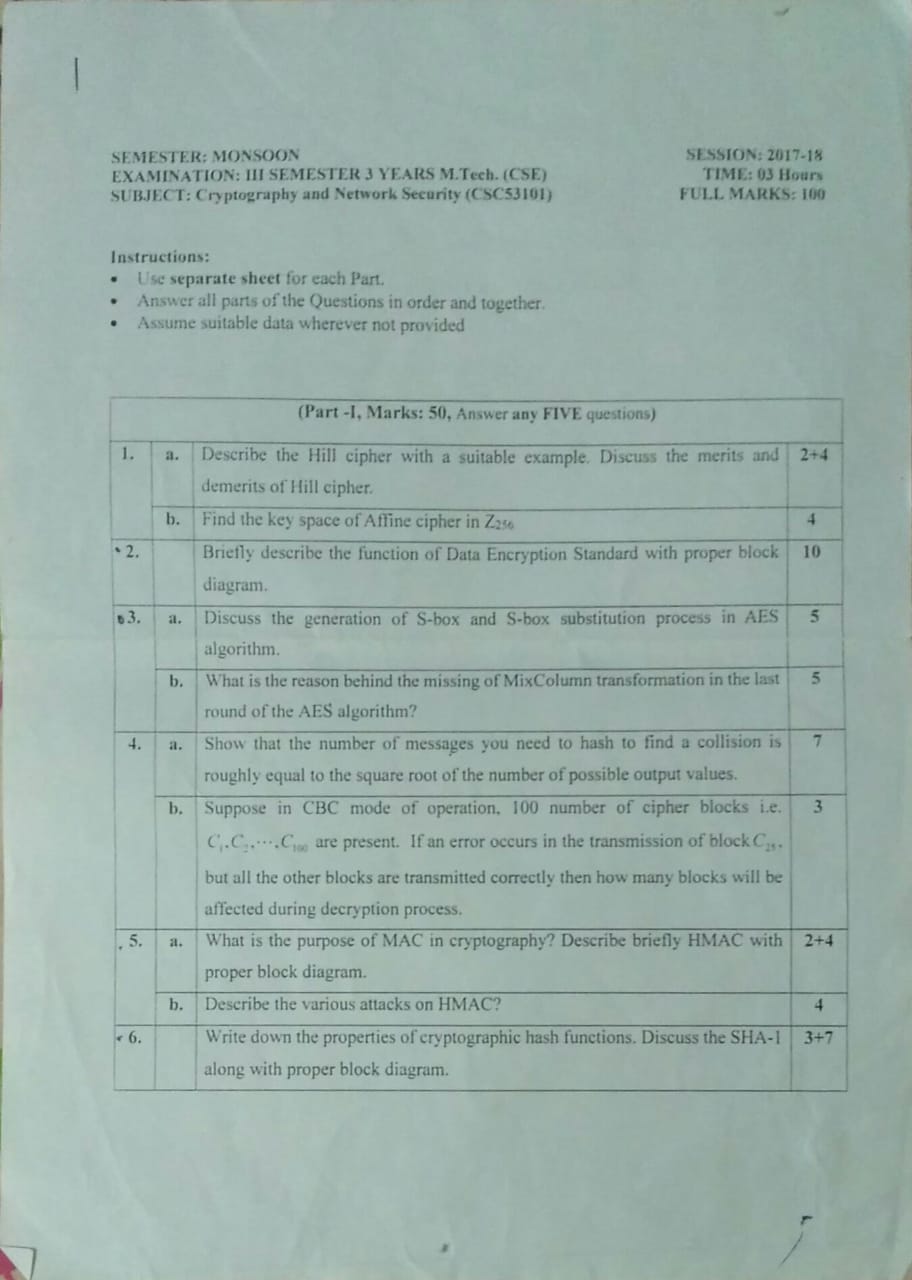 SEMESTER: MONSOON SESSION: 2017-18
EXAMINATION: III SEMESTER 3 YEARS M.Tech. (CSE) TIME: 03 Hours
SUBJECT: Cryptography and Network Security (CSC53101) FULL MARKS: 100
Instructions:
• Use separate sheet for each Part.
• Answer all parts of the Questions in order and together.
• Assume suitable data wherever not provided
(Part -I, Marks: 50, Answer any FIVE questions)
1. a. Describe the Hill cipher with a suitable example. Discuss the merits and 2+4
demerits of Hill cipher.
b. Find the key space of Affine cipher in Z₂₅₆ 4
2. Briefly describe the function of Data Encryption Standard with proper block 10
diagram.
3. a. Discuss the generation of S-box and S-box substitution process in AES 5
algorithm.
b. What is the reason behind the missing of MixColumn transformation in the last 5
round of the AES algorithm?
4. a. Show that the number of messages you need to hash to find a collision is 7
roughly equal to the square root of the number of possible output values.
b. Suppose in CBC mode of operation, 100 number of cipher blocks i.e. 3
C₁,C₂,⋯,C₁₀₀ are present. If an error occurs in the transmission of block C₂₅,
but all the other blocks are transmitted correctly then how many blocks will be
affected during decryption process.
5. a. What is the purpose of MAC in cryptography? Describe briefly HMAC with 2+4
proper block diagram.
b. Describe the various attacks on HMAC? 4
6. Write down the properties of cryptographic hash functions. Discuss the SHA-1 3+7
along with proper block diagram.